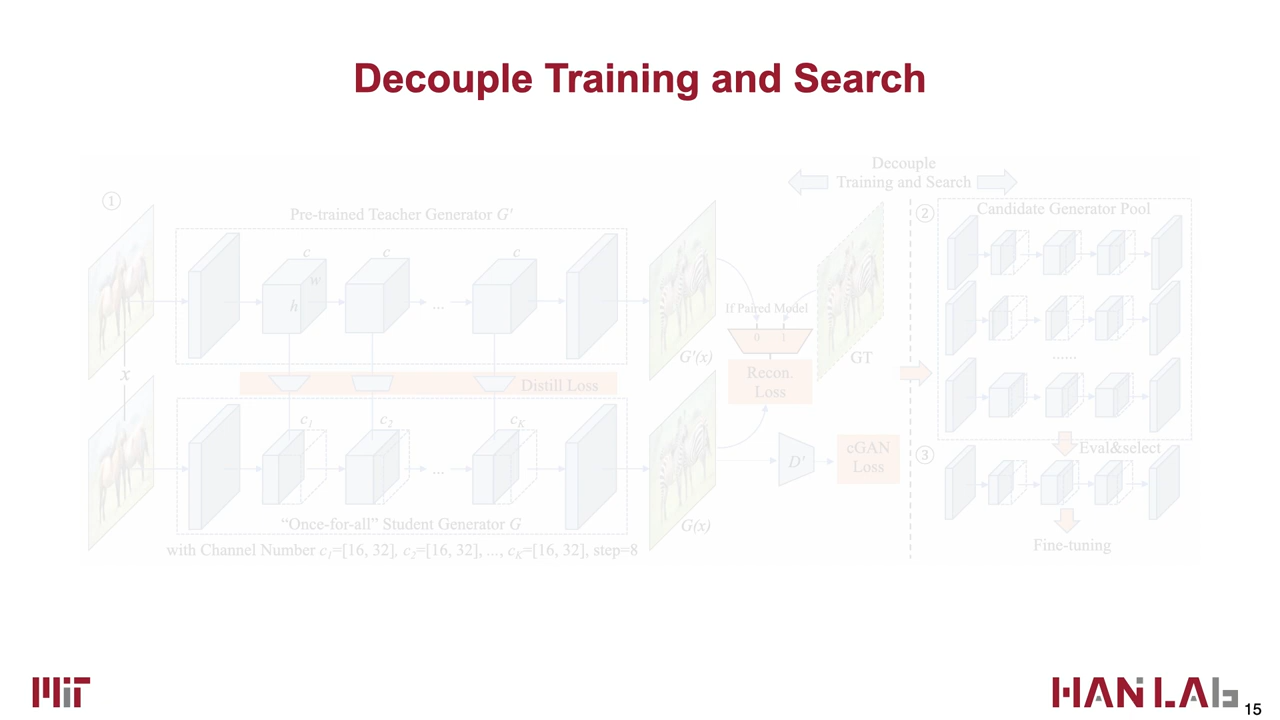 Decouple Training and Search
Decouple
Training and Search
①
②
Pre-trained Teacher Generator G'
Candidate Generator Pool
c
c
c
w
h
...
If Paired Model
0
1
G'(x)
GT
......
x
Distill Loss
Recon.
Loss
c1
c2
cK
...
D'
cGAN
Loss
Eval&select
③
"Once-for-all" Student Generator G
G(x)
with Channel Number c1=[16, 32], c2=[16, 32], ..., cK=[16, 32], step=8
Fine-tuning
MIT
HAN LAb
15